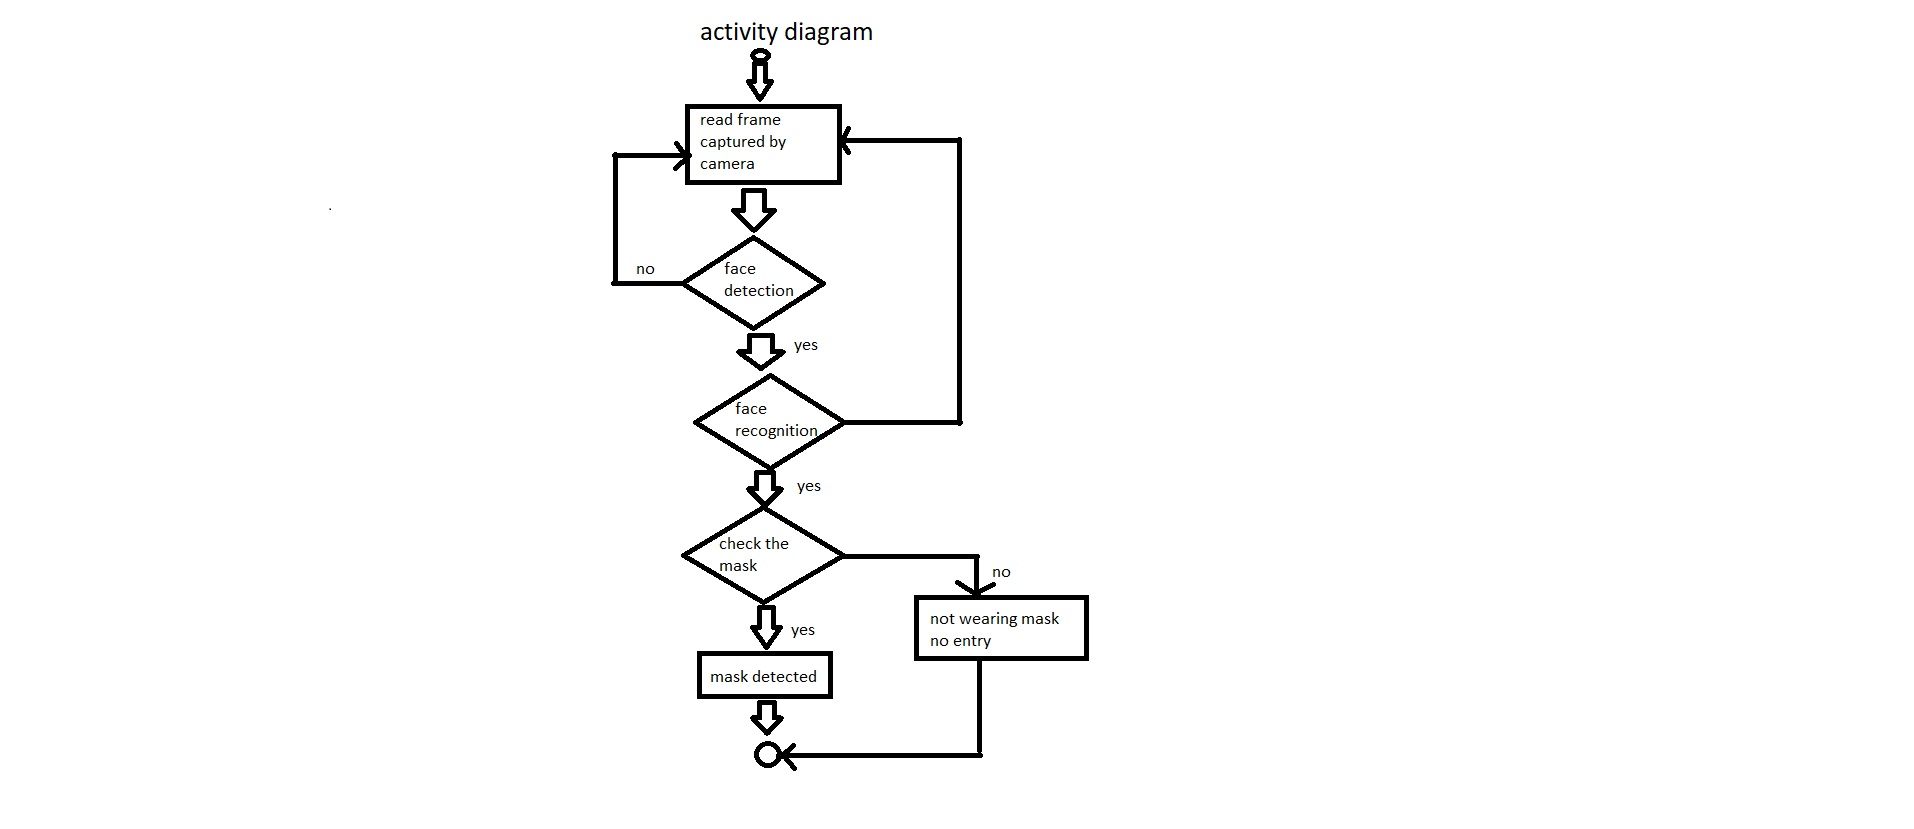 activity diagram
read frame
captured by
camera
no
face
detection
yes
face
recognition
yes
check the
mask
no
not wearing mask
no entry
yes
mask detected